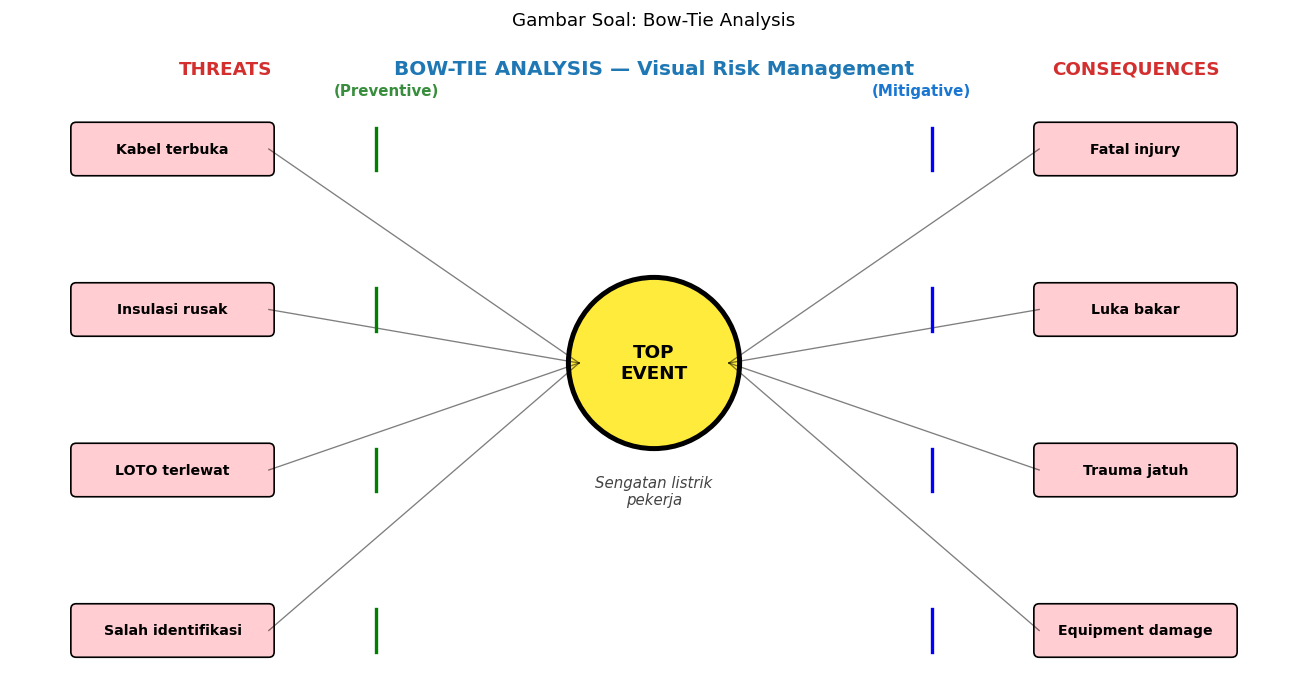 Gambar Soal: Bow-Tie Analysis
THREATS
BOW-TIE ANALYSIS — Visual Risk Management
CONSEQUENCES
(Preventive)
(Mitigative)
Kabel terbuka
Fatal injury
Insulasi rusak
Luka bakar
TOP
EVENT
LOTO terlewat
Trauma jatuh
Sengatan listrik
pekerja
Salah identifikasi
Equipment damage